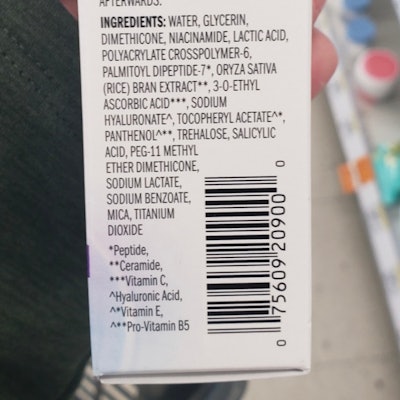 AFTERWARDS.
INGREDIENTS: WATER, GLYCERIN,
DIMETHICONE, NIACINAMIDE, LACTIC ACID,
POLYACRYLATE CROSSPOLYMER-6,
PALMITOYL DIPEPTIDE-7*, ORYZA SATIVA
(RICE) BRAN EXTRACT**, 3-O-ETHYL
ASCORBIC ACID***, SODIUM
HYALURONATE^, TOCOPHERYL ACETATE^*,
PANTHENOL^**, TREHALOSE, SALICYLIC
ACID, PEG-11 METHYL
ETHER DIMETHICONE,
SODIUM LACTATE,
SODIUM BENZOATE,
MICA, TITANIUM
DIOXIDE
*Peptide,
**Ceramide,
***Vitamin C,
^Hyaluronic Acid,
^*Vitamin E,
^**Pro-Vitamin B5
0 75609 20900 0